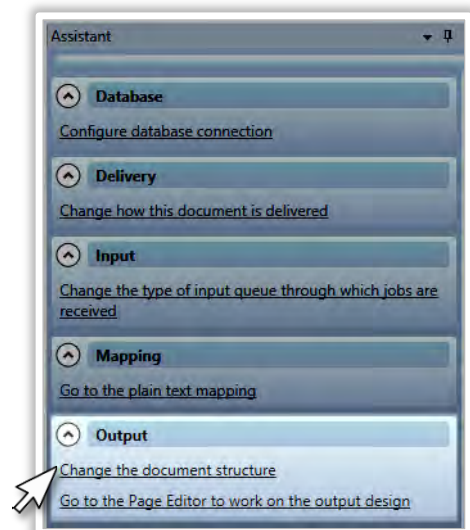 Assistant
Database
Configure database connection
Delivery
Change how this document is delivered
Input
Change the type of input queue through which jobs are
received
Mapping
Go to the plain text mapping
Output
Change the document structure
Go to the Page Editor to work on the output design